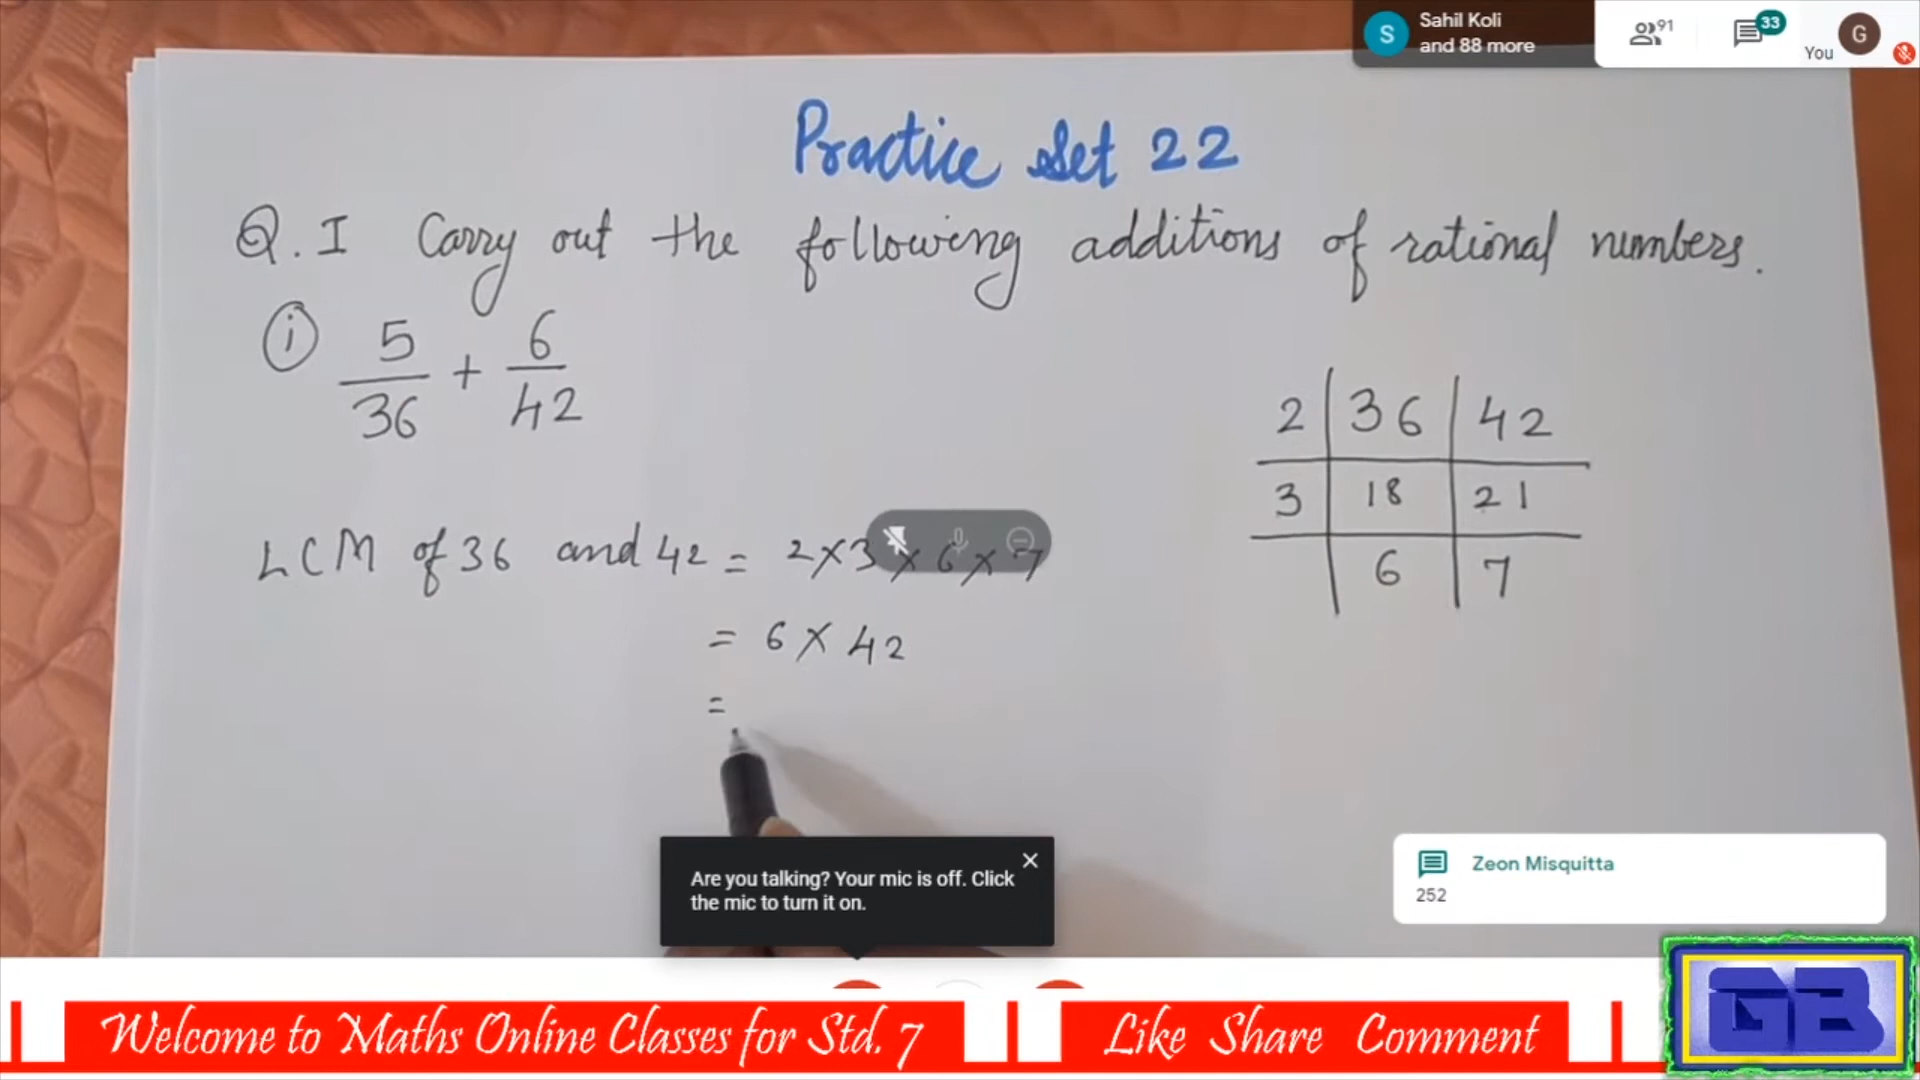 Sahil Koli
and 88 more
91
33
You
G
S
Practice Set 22
Q.I Carry out the following additions of rational numbers.
i 5/36 + 6/42
2 | 36 | 42
3 | 18 | 21
6 | 7
LCM of 36 and 42 = 2×3×6×7
= 6×42
=
Are you talking? Your mic is off. Click
the mic to turn it on.
Zeon Misquitta
252
Welcome to Maths Online Classes for Std. 7
Like Share Comment
GB